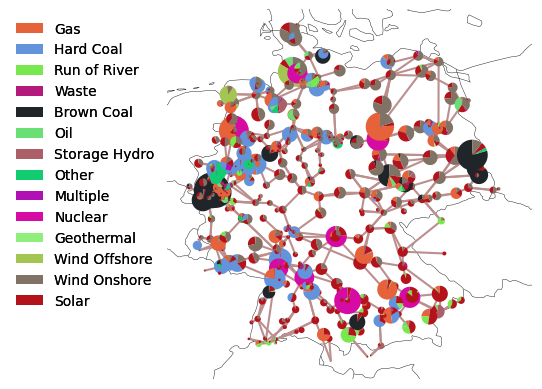 Gas
Hard Coal
Run of River
Waste
Brown Coal
Oil
Storage Hydro
Other
Multiple
Nuclear
Geothermal
Wind Offshore
Wind Onshore
Solar